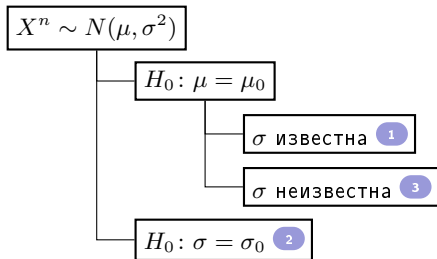 Xⁿ ∼ N(μ, σ²)
H₀: μ = μ₀
σ известна 1
σ неизвестна 3
H₀: σ = σ₀ 2